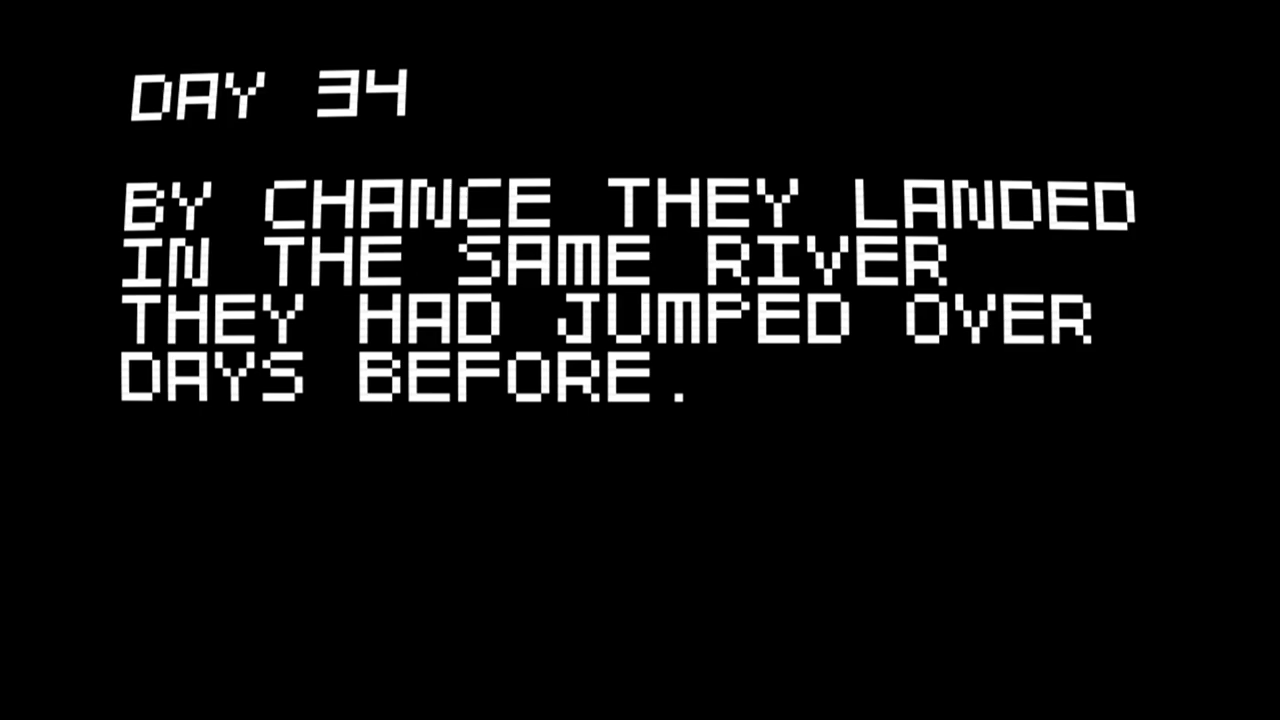 DAY 34
BY CHANCE THEY LANDED
IN THE SAME RIVER
THEY HAD JUMPED OVER
DAYS BEFORE.